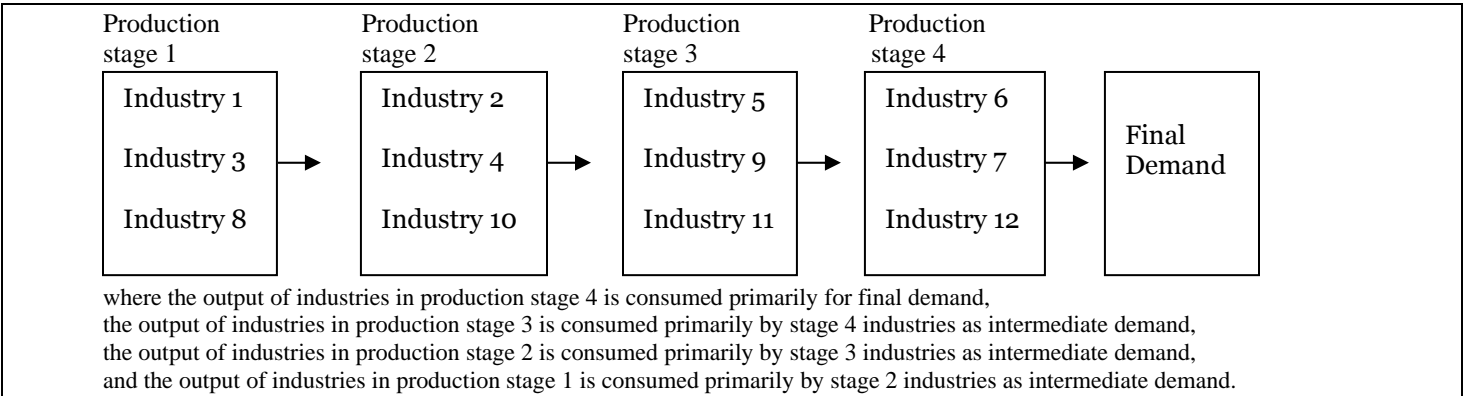 Production Production Production Production
stage 1 stage 2 stage 3 stage 4
Industry 1 Industry 2 Industry 5 Industry 6
Final
Industry 3 Industry 4 Industry 9 Industry 7
Demand
Industry 8 Industry 10 Industry 11 Industry 12
where the output of industries in production stage 4 is consumed primarily for final demand,
the output of industries in production stage 3 is consumed primarily by stage 4 industries as intermediate demand,
the output of industries in production stage 2 is consumed primarily by stage 3 industries as intermediate demand,
and the output of industries in production stage 1 is consumed primarily by stage 2 industries as intermediate demand.